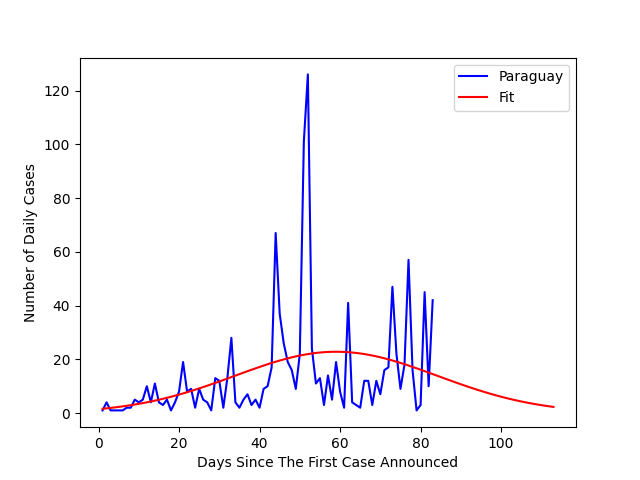 Paraguay
Fit
120
100
80
60
40
20
0
Number of Daily Cases
0 20 40 60 80 100
Days Since The First Case Announced